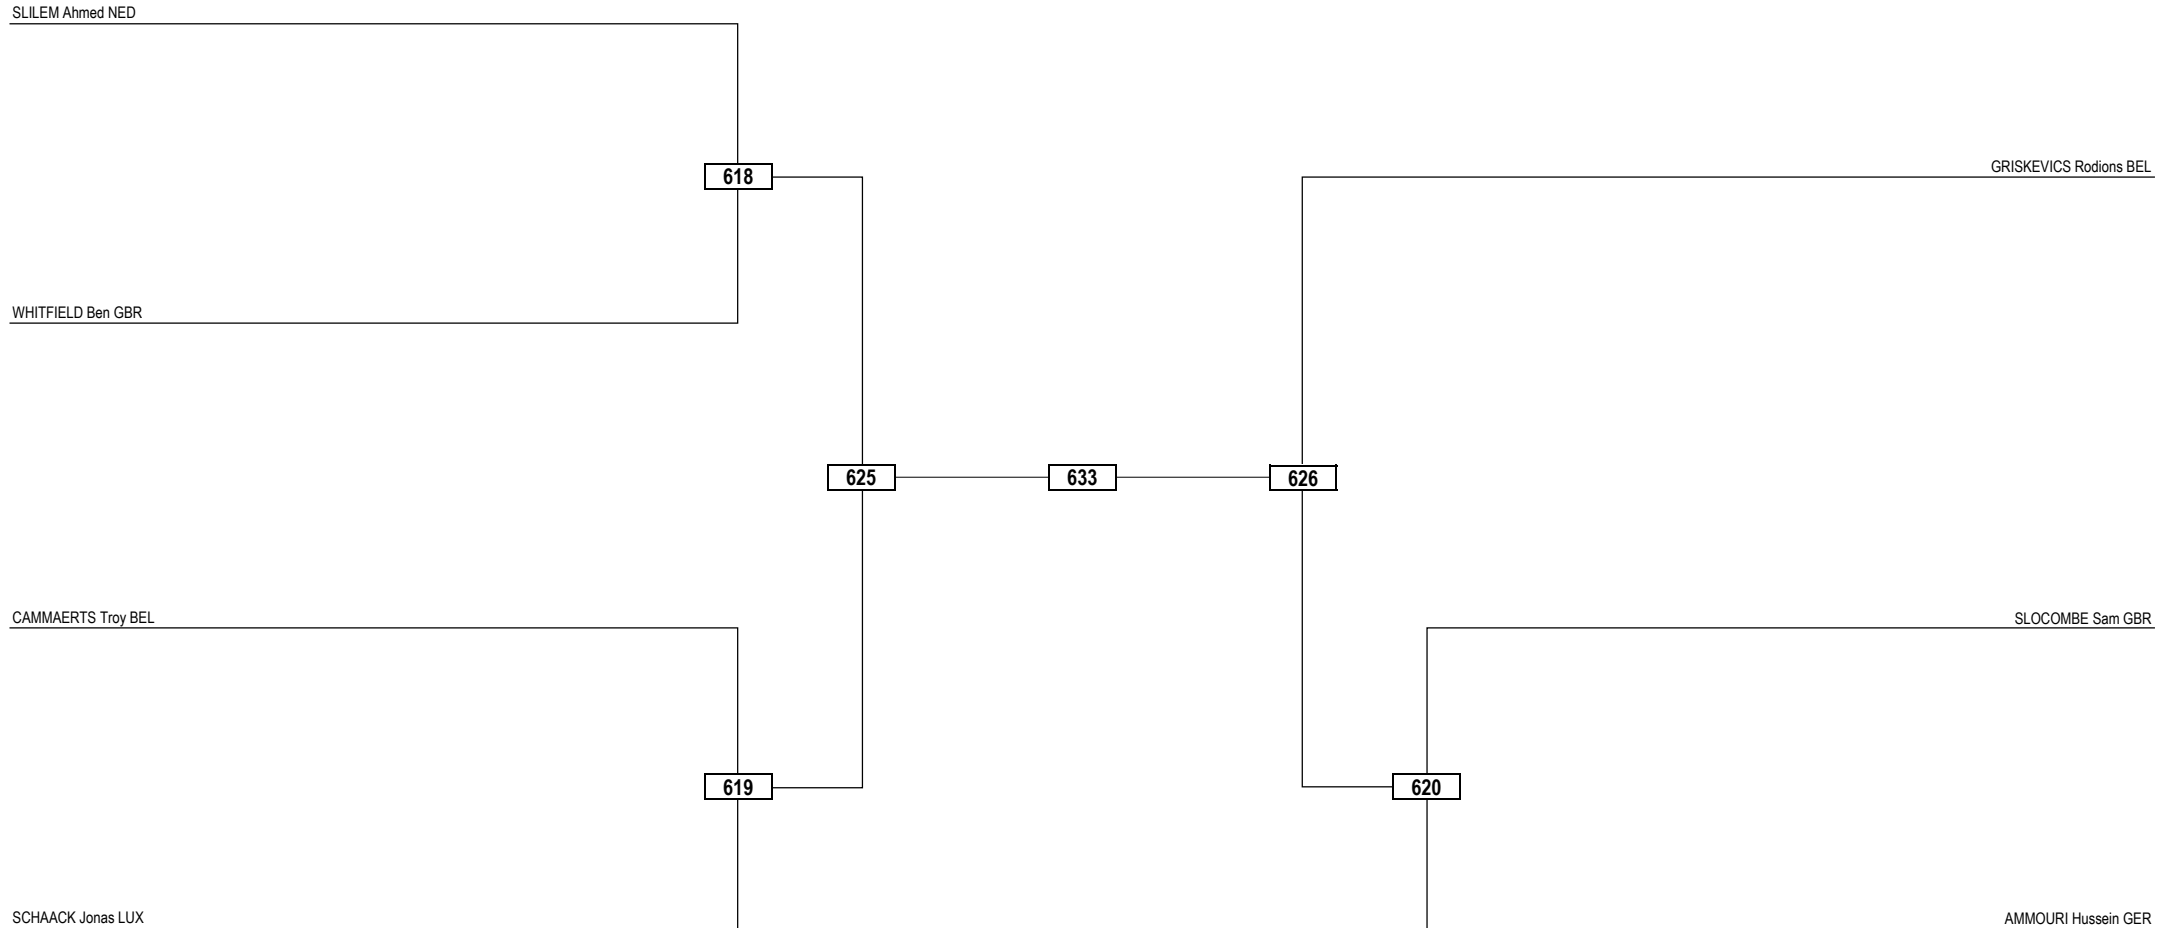 SLILEM Ahmed NED
618
GRISKEVICS Rodions BEL
WHITFIELD Ben GBR
625
633
626
CAMMAERTS Troy BEL
SLOCOMBE Sam GBR
619
620
SCHAACK Jonas LUX
AMMOURI Hussein GER